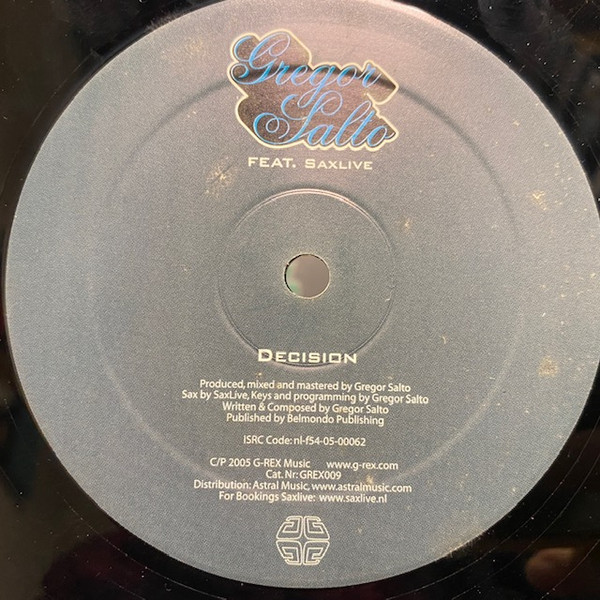 Gregor
Salto
FEAT. SAXLIVE
DECISION
Produced, mixed and mastered by Gregor Salto
Sax by SaxLive, Keys and programming by Gregor Salto
Written & Composed by Gregor Salto
Published by Belmondo Publishing
ISRC Code: nl-f54-05-00062
C/P 2005 G-REX Music www.g-rex.com
Cat. Nr: GREX009
Distribution: Astral Music, www.astralmusic.com
For Bookings Saxlive: www.saxlive.nl